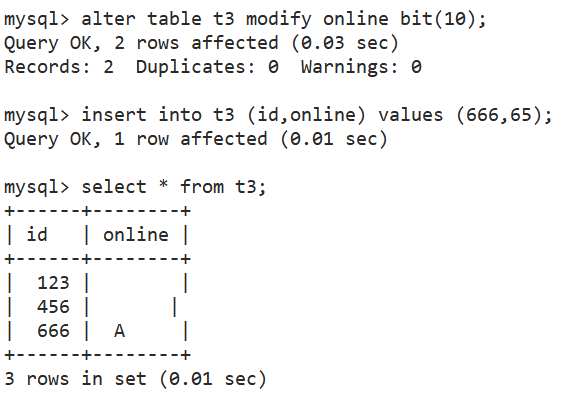 mysql> alter table t3 modify online bit(10);
Query OK, 2 rows affected (0.03 sec)
Records: 2  Duplicates: 0  Warnings: 0

mysql> insert into t3 (id,online) values (666,65);
Query OK, 1 row affected (0.01 sec)

mysql> select * from t3;
+------+--------+
| id   | online |
+------+--------+
|  123 |        |
|  456 |       |
|  666 |  A     |
+------+--------+
3 rows in set (0.01 sec)